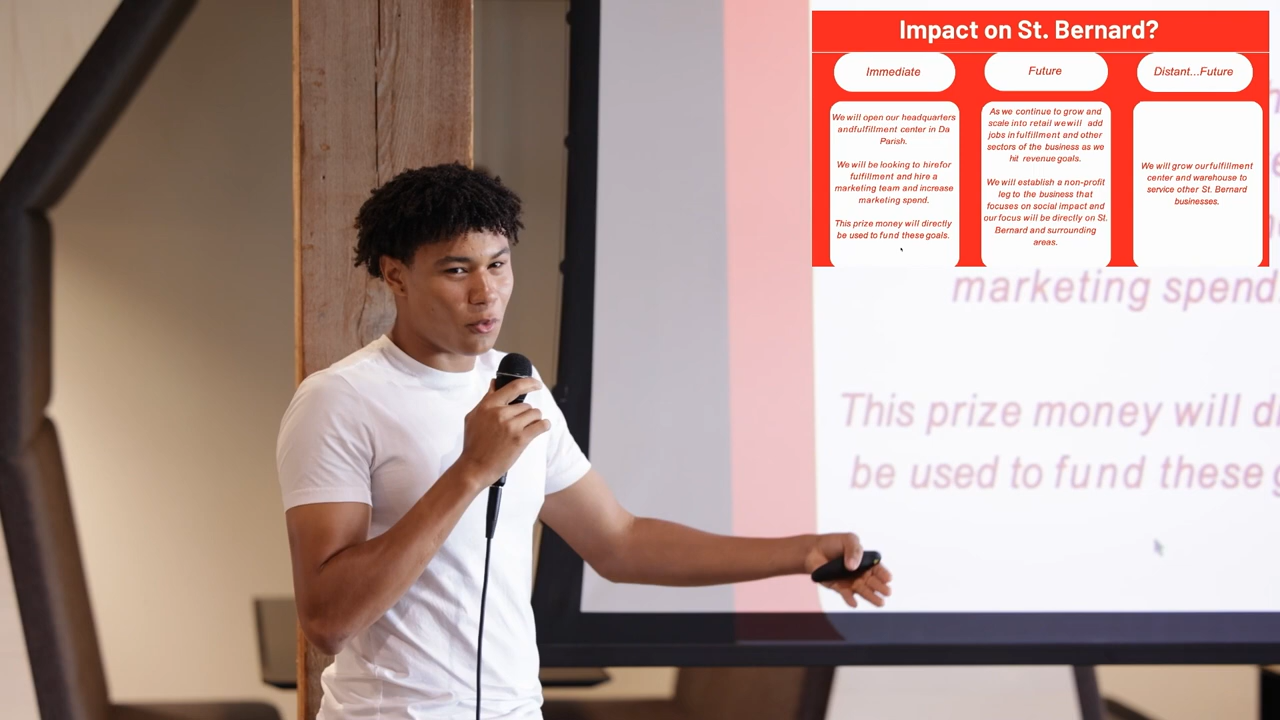 Impact on St. Bernard?
Immediate
We will open our headquarters
andfulfillment center in Da
Parish.
We will be looking to hirefor
fulfillment and hire a
marketing team and increase
marketing spend.
This prize money will directly
be used to fund these goals.
Future
As we continue to grow and
scale into retail wewill add
jobs in fulfillment and other
sectors of the business as we
hit revenue goals.
We will establish a non-profit
leg to the business that
focuses on social impact and
our focus will be directly on St.
Bernard and surrounding
areas.
Distant...Future
We will grow ourfulfillment
center and warehouse to
service other St. Bernard
businesses.
marketing spend
This prize money will
be used to fund these